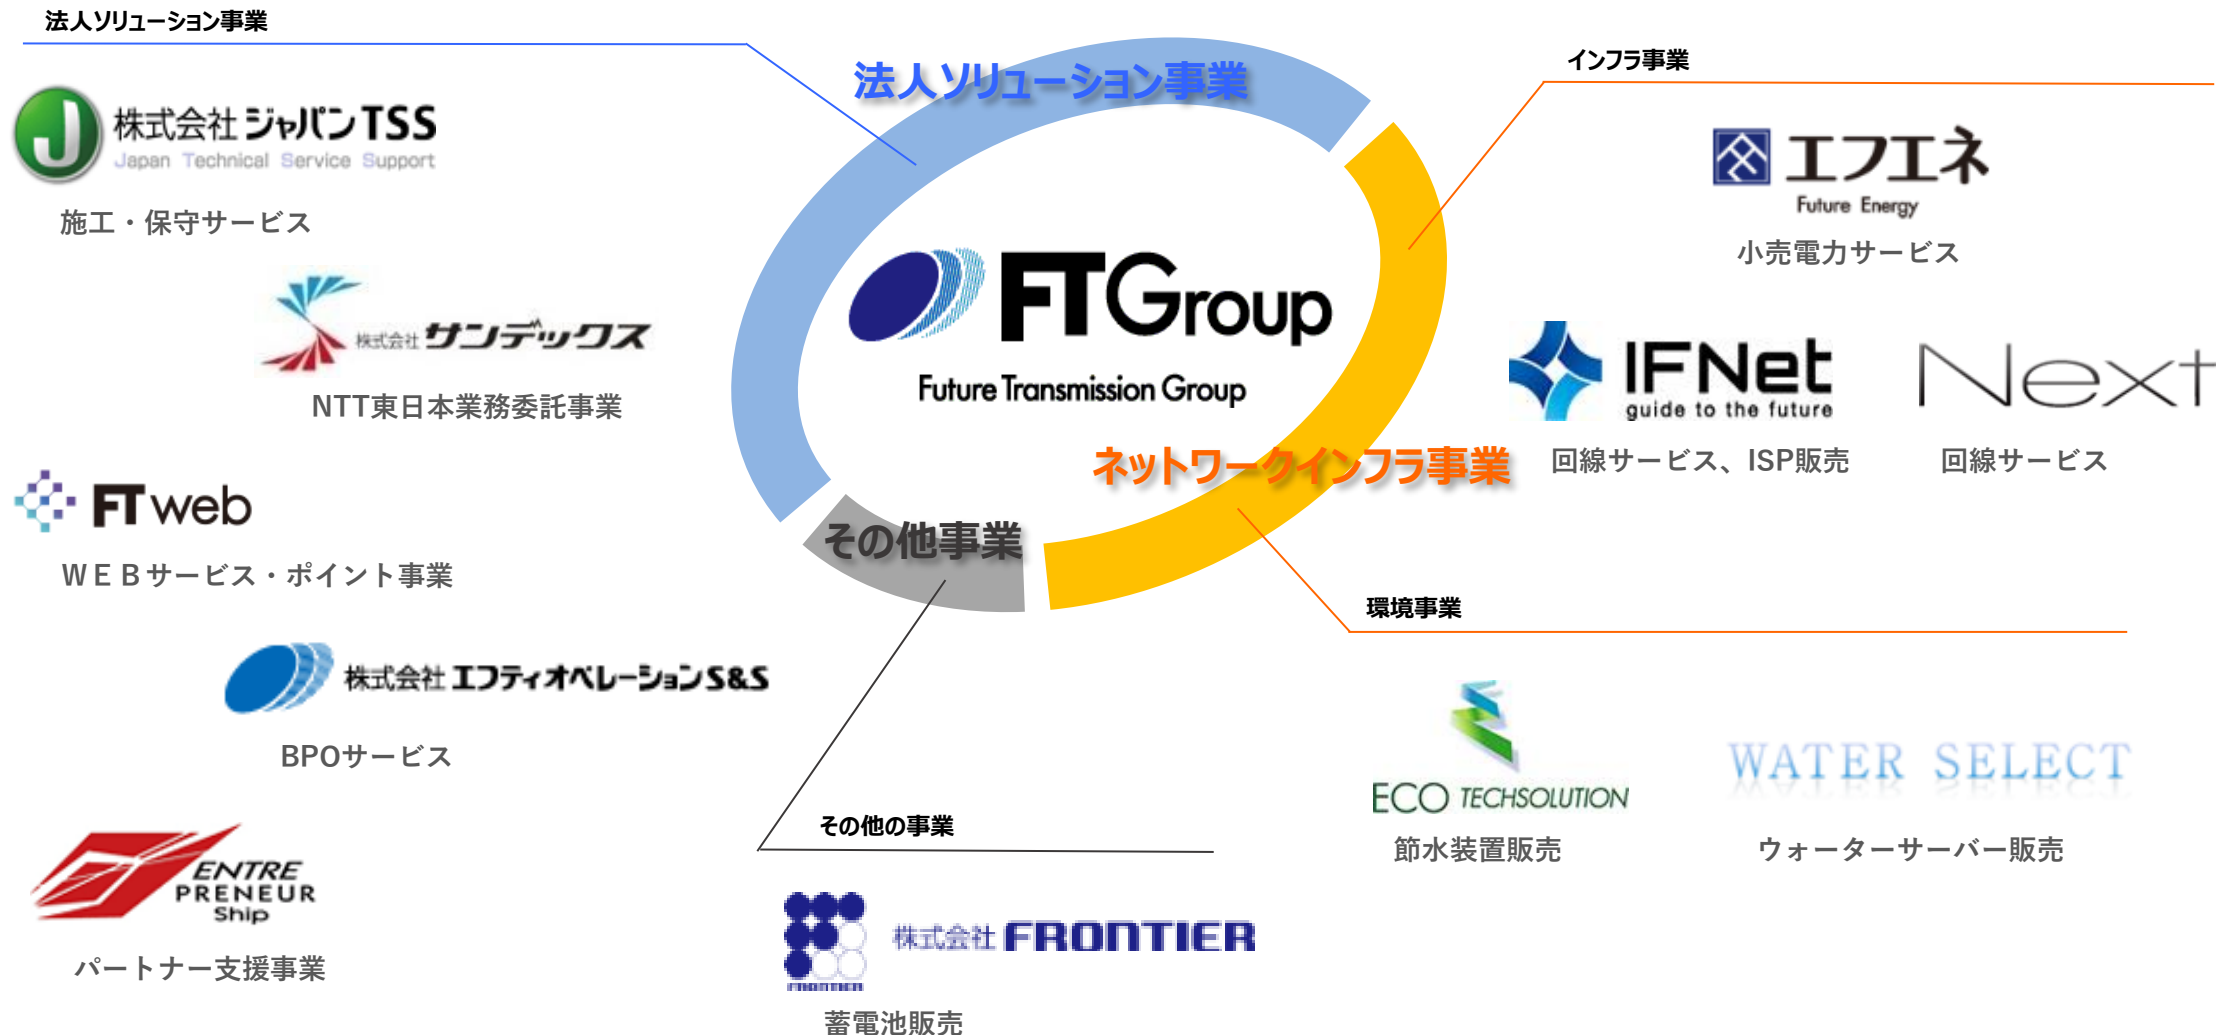 法人ソリューション事業
株式会社 ジャパンTSS
Japan Technical Service Support
施工・保守サービス
株式会社 サンデックス
NTT東日本業務委託事業
FT web
WEBサービス・ポイント事業
株式会社 エフティオペレーションS&S
BPOサービス
ENTRE
PRENEUR
Ship
パートナー支援事業
法人ソリューション事業
FTGroup
Future Transmission Group
ネットワークインフラ事業
その他事業
インフラ事業
エフエネ
Future Energy
小売電力サービス
IFNet
guide to the future
回線サービス、ISP販売
Next
回線サービス
環境事業
ECO TECHSOLUTION
節水装置販売
WATER SELECT
ウォーターサーバー販売
その他の事業
FRONTIER
株式会社 FRONTIER
蓄電池販売